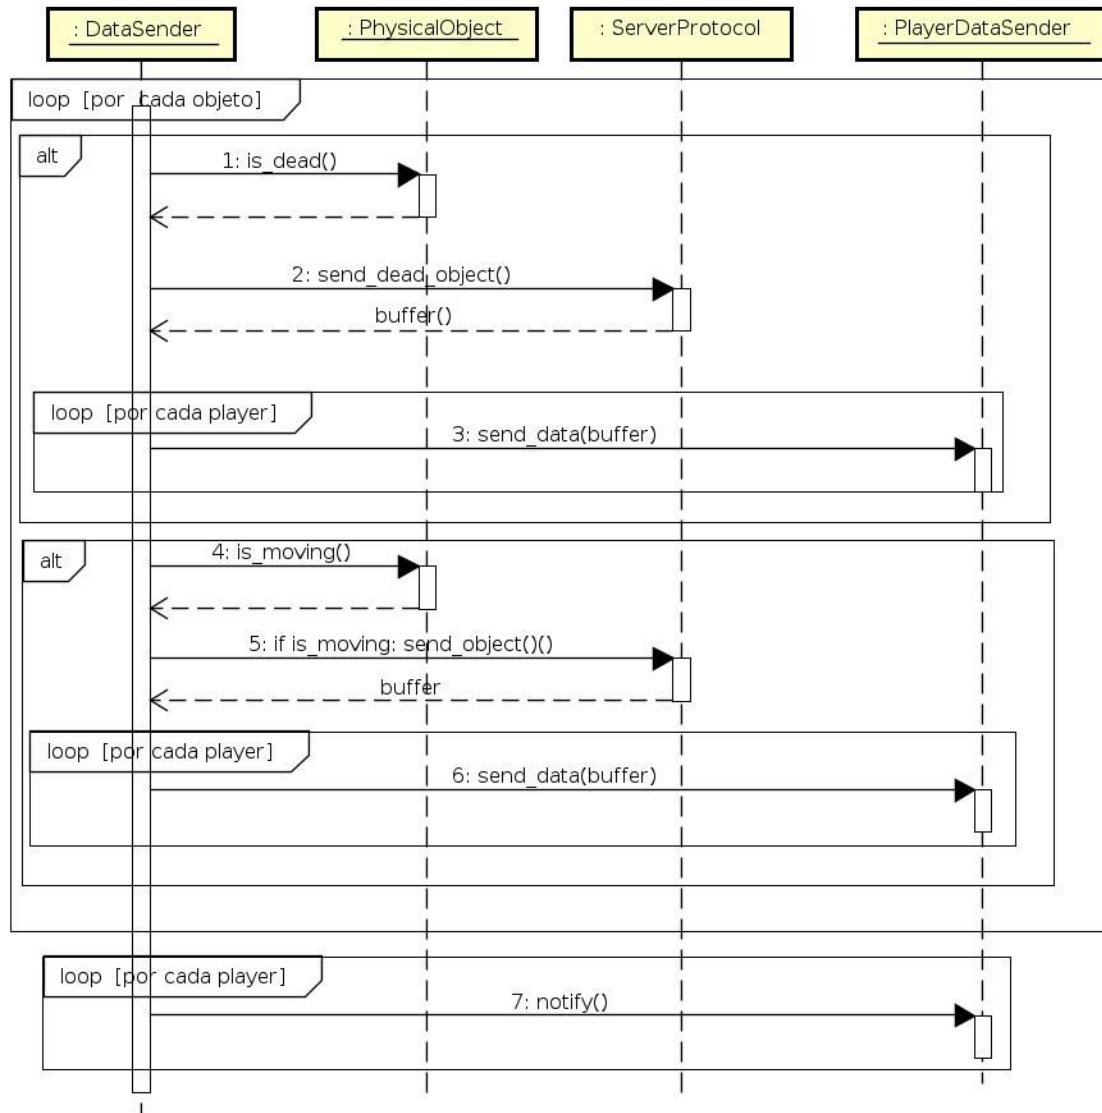 : DataSender
: PhysicalObject
: ServerProtocol
: PlayerDataSender
loop [por cada objeto]
alt
1: is_dead()
2: send_dead_object()
buffer()
loop [por cada player]
3: send_data(buffer)
alt
4: is_moving()
5: if is_moving: send_object()()
buffer
loop [por cada player]
6: send_data(buffer)
loop [por cada player]
7: notify()